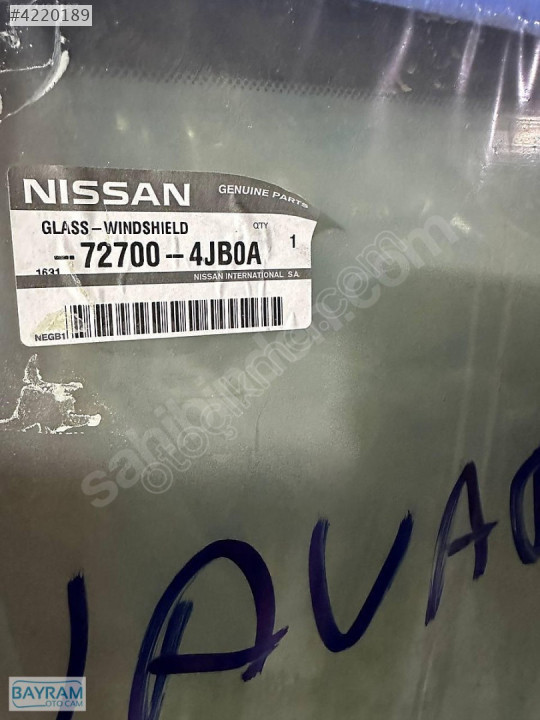 #4220189
NISSAN GENUINE PARTS
GLASS-WINDSHIELD QTY 1
-72700-4JB0A
1631 NISSAN INTERNATIONAL S.A.
NEGB1
sahibinden.com
BAYRAM
OTO CAM